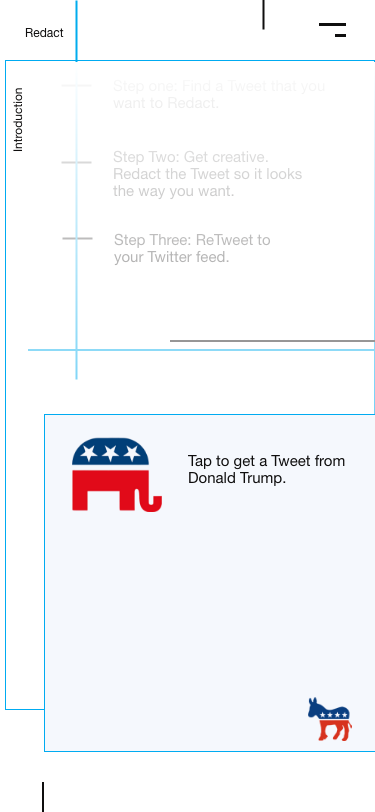 Redact
Introduction
Step one: Find a Tweet that you
want to Redact.
Step Two: Get creative.
Redact the Tweet so it looks
the way you want.
Step Three: ReTweet to
your Twitter feed.
Tap to get a Tweet from
Donald Trump.